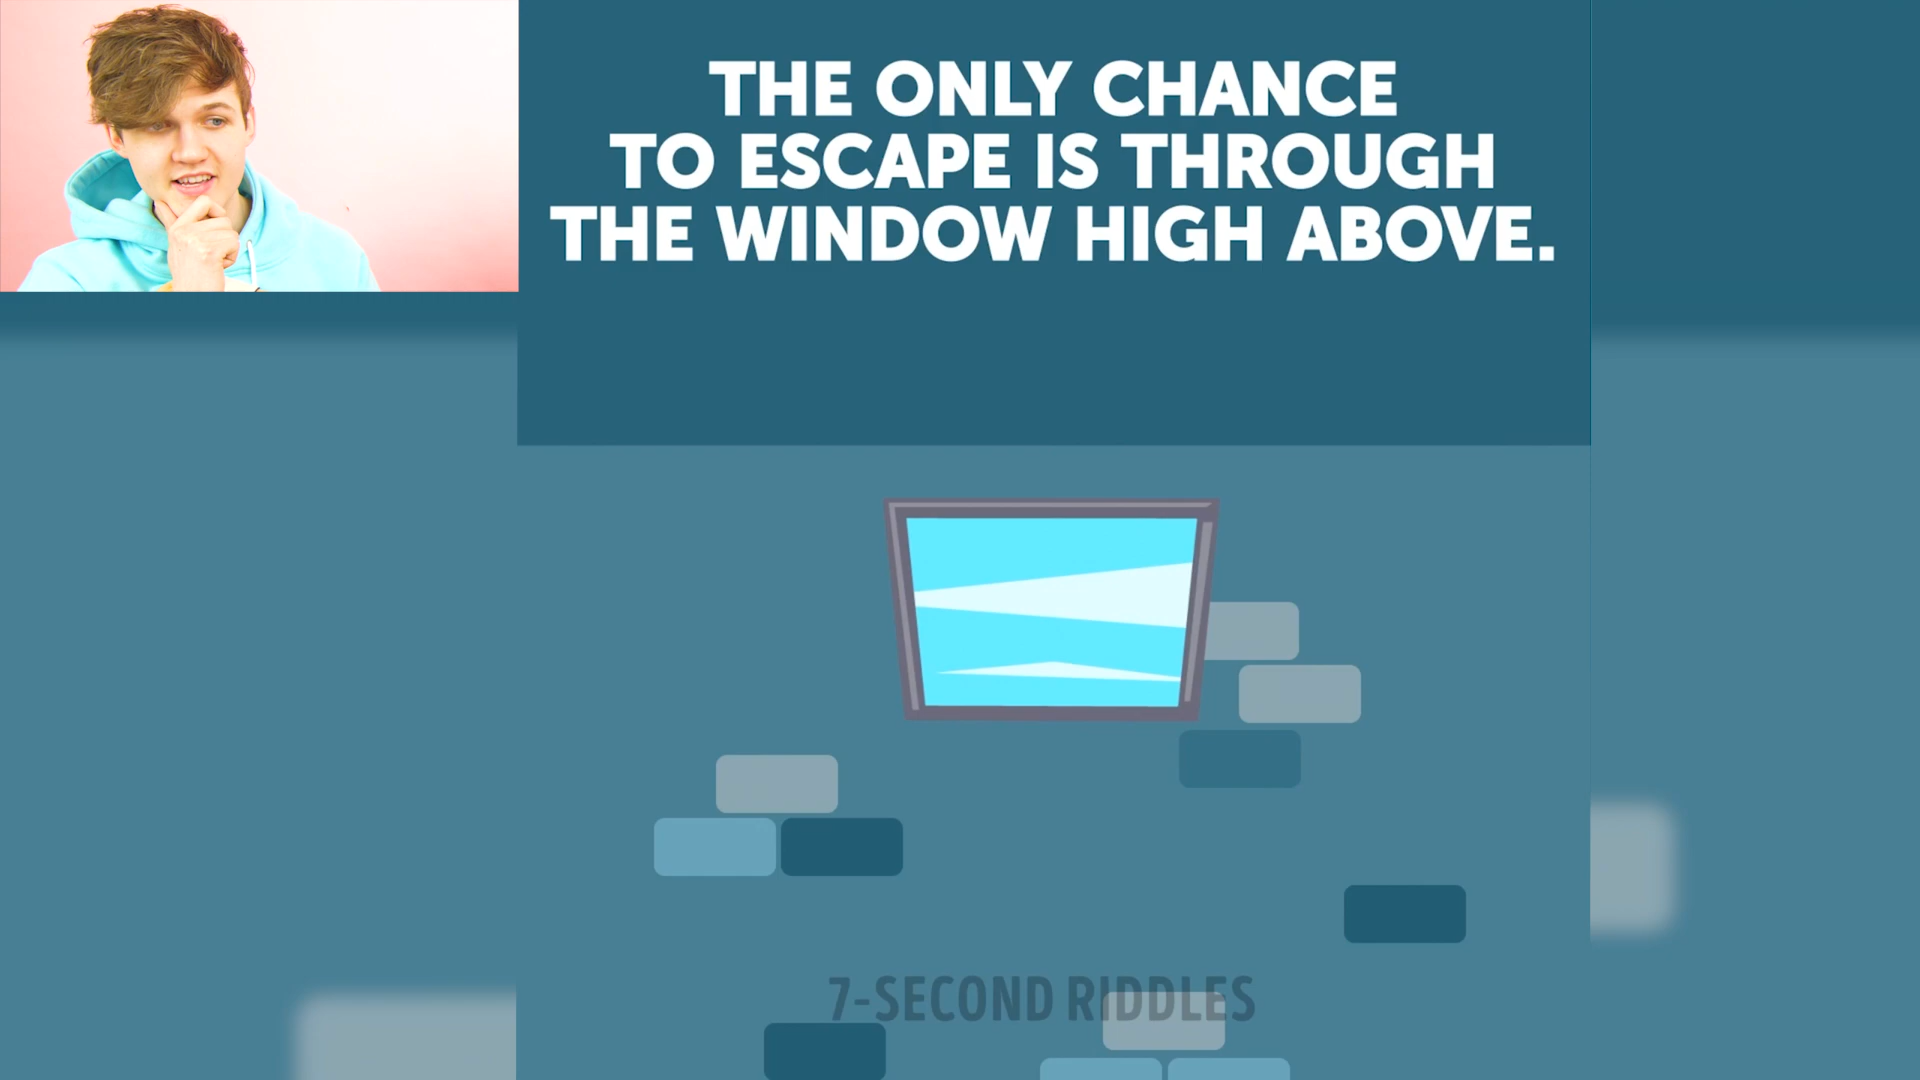 THE ONLY CHANCE
TO ESCAPE IS THROUGH
THE WINDOW HIGH ABOVE.
7-SECOND RIDDLES